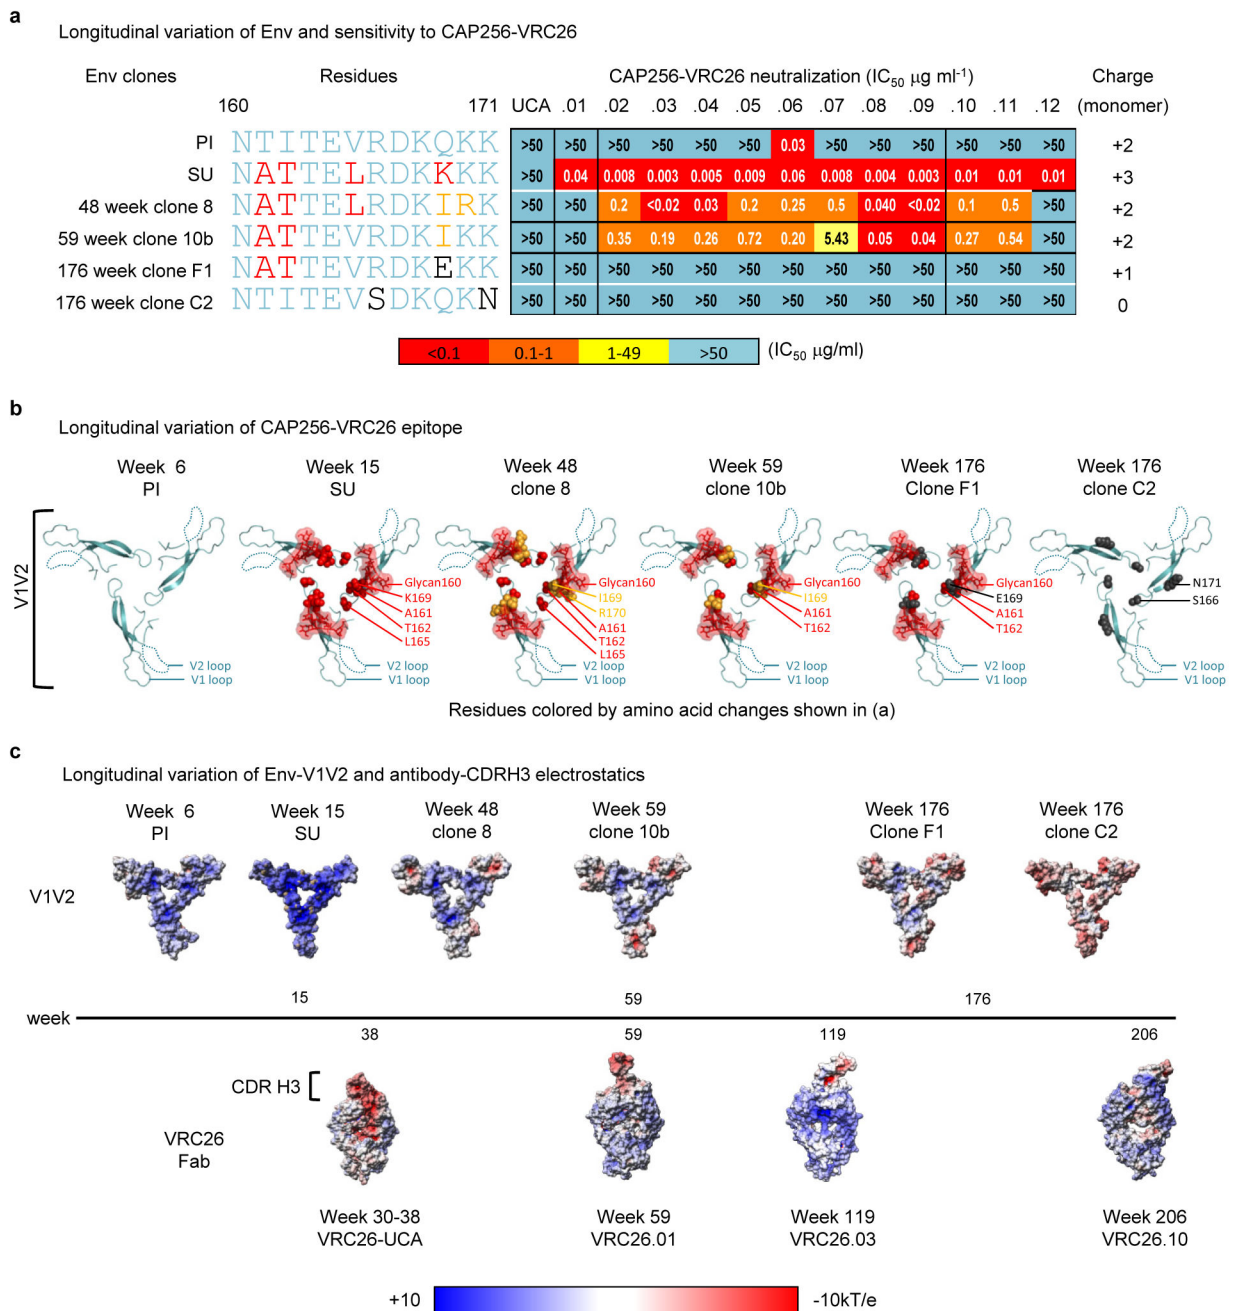 a
Longitudinal variation of Env and sensitivity to CAP256-VRC26
Env clones Residues CAP256-VRC26 neutralization (IC50 µg ml-1) Charge
160 171 UCA .01 .02 .03 .04 .05 .06 .07 .08 .09 .10 .11 .12 (monomer)
PI NTITEVRDKQKK >50 >50 >50 >50 >50 >50 0.03 >50 >50 >50 >50 >50 >50 +2
SU NATTELRDKKKK >50 0.04 0.008 0.003 0.005 0.009 0.06 0.008 0.004 0.003 0.01 0.01 0.01 +3
48 week clone 8 NATTELRDKIRK >50 >50 0.2 <0.02 0.03 0.2 0.25 0.5 0.040 <0.02 0.1 0.5 >50 +2
59 week clone 10b NATTEVRDKIKK >50 >50 0.35 0.19 0.26 0.72 0.20 5.43 0.05 0.04 0.27 0.54 >50 +2
176 week clone F1 NATTEVRDKEKK >50 >50 >50 >50 >50 >50 >50 >50 >50 >50 >50 >50 >50 +1
176 week clone C2 NTITEVSDKQKN >50 >50 >50 >50 >50 >50 >50 >50 >50 >50 >50 >50 >50 0
<0.1 0.1-1 1-49 >50 (IC50 µg/ml)
b
Longitudinal variation of CAP256-VRC26 epitope
Week 6 Week 15 Week 48 Week 59 Week 176 Week 176
PI SU clone 8 clone 10b Clone F1 clone C2
V1V2
Glycan160 Glycan160 Glycan160 Glycan160 N171
K169 I169 I169 E169 S166
A161 R170 A161 A161
T162 A161 T162 T162
L165 T162
L165
V2 loop V2 loop V2 loop V2 loop V2 loop
V1 loop V1 loop V1 loop V1 loop V1 loop
Residues colored by amino acid changes shown in (a)
c
Longitudinal variation of Env-V1V2 and antibody-CDRH3 electrostatics
Week 6 Week 15 Week 48 Week 59 Week 176 Week 176
PI SU clone 8 clone 10b Clone F1 clone C2
V1V2
15 59 176
week
38 59 119 206
CDR H3
VRC26
Fab
Week 30-38 Week 59 Week 119 Week 206
VRC26-UCA VRC26.01 VRC26.03 VRC26.10
+10 -10kT/e